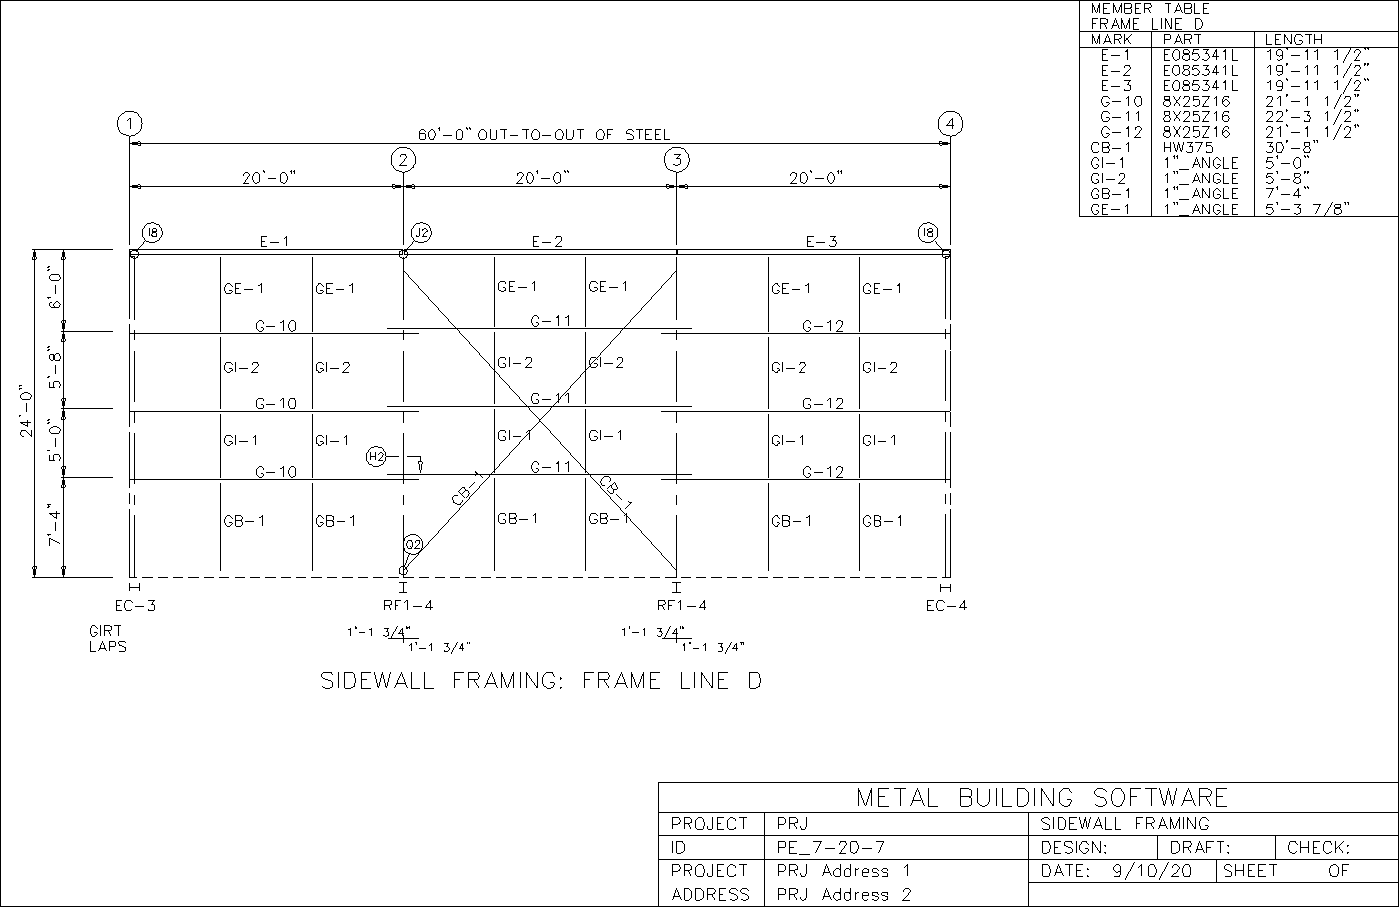 MEMBER TABLE
FRAME LINE D
MARK PART LENGTH
E-1 E085341L 19'-11 1/2"
E-2 E085341L 19'-11 1/2"
E-3 E085341L 19'-11 1/2"
G-10 8X25Z16 21'-1 1/2"
G-11 8X25Z16 22'-3 1/2"
G-12 8X25Z16 21'-1 1/2"
CB-1 HW375 30'-8"
GI-1 1"_ANGLE 5'-0"
GI-2 1"_ANGLE 5'-8"
GB-1 1"_ANGLE 7'-4"
GE-1 1"_ANGLE 5'-3 7/8"
1 4
60'-0" OUT-TO-OUT OF STEEL
2 3
20'-0" 20'-0" 20'-0"
I8 J2 I8
E-1 E-2 E-3
6'-0"
GE-1 GE-1 GE-1 GE-1 GE-1 GE-1
G-10 G-11 G-12
5'-8"
GI-2 GI-2 GI-2 GI-2 GI-2 GI-2
24'-0"
G-10 G-11 G-12
5'-0"
GI-1 GI-1 GI-1 GI-1 GI-1 GI-1
H2
G-10 G-11 G-12
CB-1 CB-1
7'-4"
GB-1 GB-1 GB-1 GB-1 GB-1 GB-1
Q2
EC-3 RF1-4 RF1-4 EC-4
GIRT
LAPS
1'-1 3/4" 1'-1 3/4"
1'-1 3/4" 1'-1 3/4"
SIDEWALL FRAMING: FRAME LINE D
METAL BUILDING SOFTWARE
PROJECT PRJ SIDEWALL FRAMING
ID PE_7-20-7 DESIGN: DRAFT: CHECK:
PROJECT PRJ Address 1 DATE: 9/10/20 SHEET OF
ADDRESS PRJ Address 2